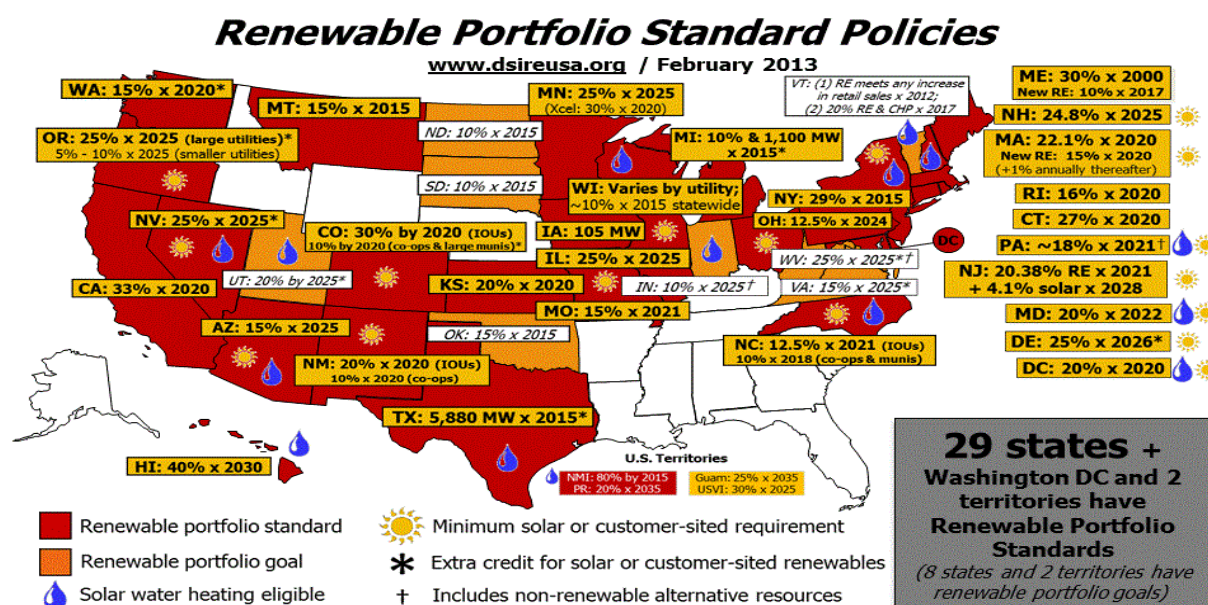 Renewable Portfolio Standard Policies
www.dsireusa.org / February 2013
WA: 15% x 2020*
MT: 15% x 2015
MN: 25% x 2025
(Xcel: 30% x 2020)
VT: (1) RE meets any increase
in retail sales x 2012;
(2) 20% RE & CHP x 2017
ME: 30% x 2000
New RE: 10% x 2017
NH: 24.8% x 2025
OR: 25% x 2025 (large utilities)*
5% - 10% x 2025 (smaller utilities)
ND: 10% x 2015
MI: 10% & 1,100 MW
x 2015*
MA: 22.1% x 2020
New RE: 15% x 2020
(+1% annually thereafter)
SD: 10% x 2015
WI: Varies by utility;
~10% x 2015 statewide
NY: 29% x 2015
RI: 16% x 2020
NV: 25% x 2025*
CO: 30% by 2020 (IOUs)
10% by 2020 (co-ops & large munis)*
IA: 105 MW
OH: 12.5% x 2024
CT: 27% x 2020
DC
IL: 25% x 2025
WV: 25% x 2025*†
PA: ~18% x 2021†
UT: 20% by 2025*
KS: 20% x 2020
IN: 10% x 2025†
VA: 15% x 2025*
NJ: 20.38% RE x 2021
+ 4.1% solar x 2028
CA: 33% x 2020
MO: 15% x 2021
MD: 20% x 2022
AZ: 15% x 2025
OK: 15% x 2015
NC: 12.5% x 2021 (IOUs)
10% x 2018 (co-ops & munis)
DE: 25% x 2026*
NM: 20% x 2020 (IOUs)
10% x 2020 (co-ops)
DC: 20% x 2020
TX: 5,880 MW x 2015*
HI: 40% x 2030
U.S. Territories
NMI: 80% by 2015
PR: 20% x 2035
Guam: 25% x 2035
USVI: 30% x 2025
29 states +
Washington DC and 2
territories have
Renewable Portfolio
Standards
(8 states and 2 territories have
renewable portfolio goals)
Renewable portfolio standard
Renewable portfolio goal
Solar water heating eligible
Minimum solar or customer-sited requirement
* Extra credit for solar or customer-sited renewables
† Includes non-renewable alternative resources